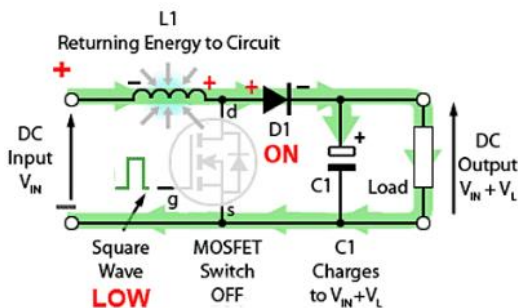 L1
Returning Energy to Circuit
+ - + + -
d
D1
ON
DC
Input
VIN
g
s
+
C1
Load
DC
Output
VIN + VL
-
Square
Wave
LOW
MOSFET
Switch
OFF
C1
Charges
to VIN+VL